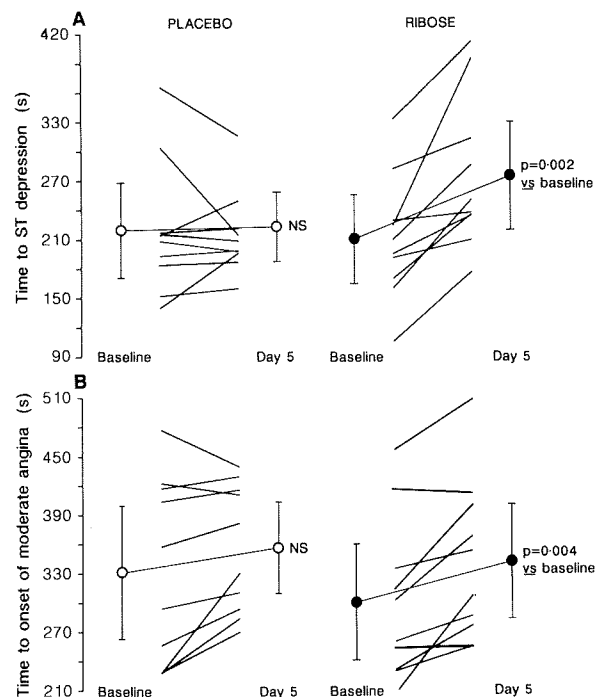 A
PLACEBO
RIBOSE
Time to ST depression (s)
420
330
270
210
150
90
NS
p=0·002
vs baseline
Baseline
Day 5
Baseline
Day 5
B
Time to onset of moderate angina (s)
510
450
390
330
270
210
NS
p=0·004
vs baseline
Baseline
Day 5
Baseline
Day 5